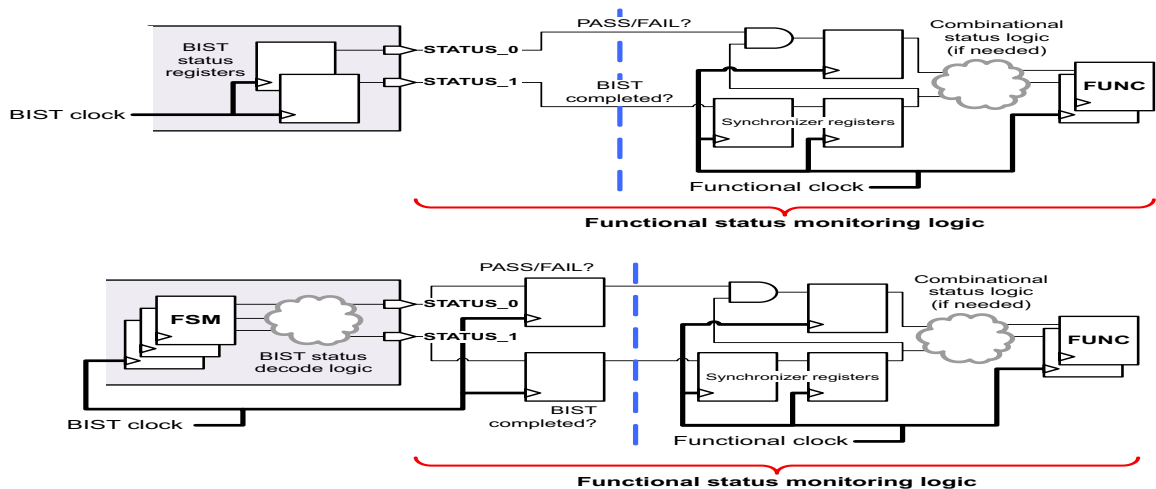 PASS/FAIL?
Combinational
status logic
(if needed)
BIST
status
registers
STATUS_0
STATUS_1
BIST
completed?
FUNC
BIST clock
Synchronizer registers
Functional clock
Functional status monitoring logic
PASS/FAIL?
Combinational
status logic
(if needed)
STATUS_0
FSM
STATUS_1
FUNC
BIST status
decode logic
Synchronizer registers
BIST
completed?
BIST clock
Functional clock
Functional status monitoring logic